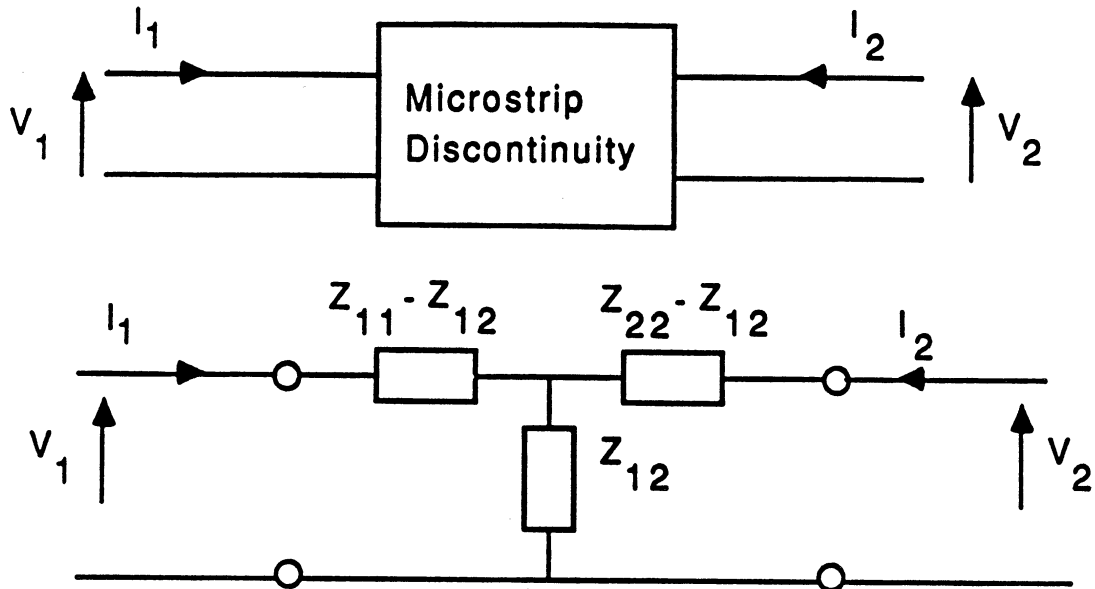 I1
I2
V1
Microstrip
Discontinuity
V2
Z11 - Z12
Z22 - Z12
I1
I2
V1
Z12
V2